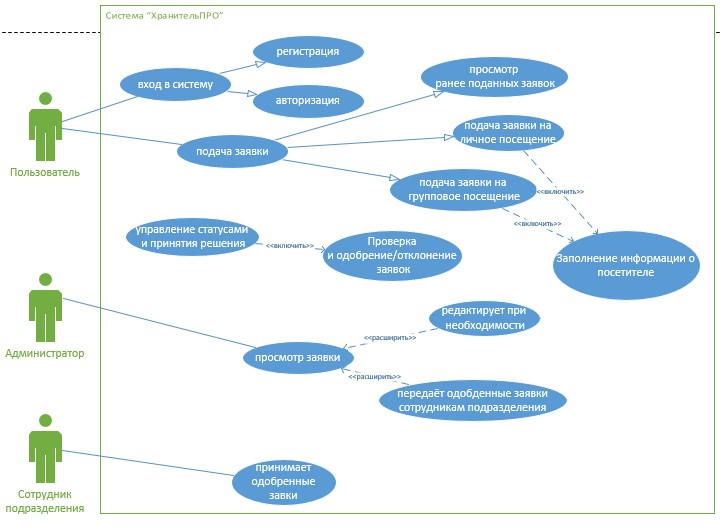 Система "ХранительПРО"
регистрация
вход в систему
авторизация
просмотр
ранее поданных заявок
подача заявки на
личное посещение
Пользователь
подача заявки
подача заявки на
групповое посещение
<<включить>>
<<включить>>
управление статусами
и принятия решения
<<включить>>
Проверка
и одобрение/отклонение
заявок
Заполнение информации о
посетителе
Администратор
редактирует при
необходимости
<<расширить>>
просмотр заявки
<<расширить>>
передаёт одобденные заявки
сотрудникам подразделения
Сотрудник
подразделения
принимает
одобренные
завки